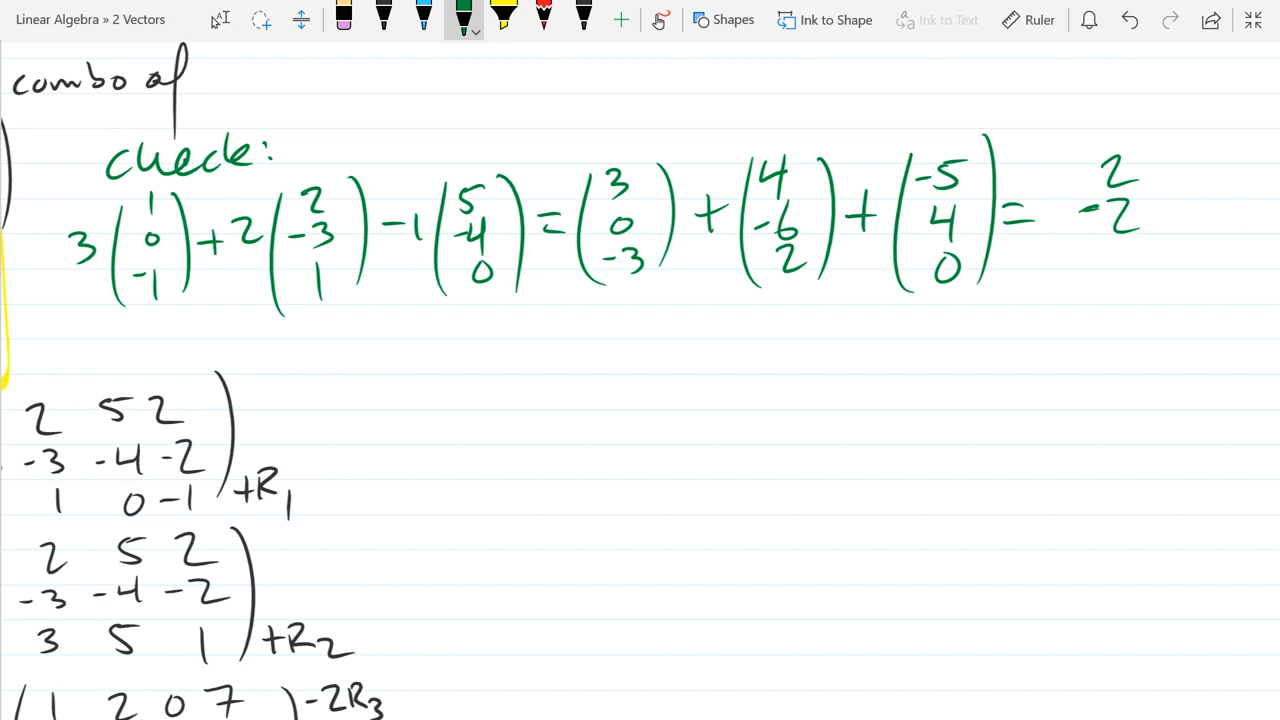 Linear Algebra » 2 Vectors
Shapes
Ink to Shape
Ink to Text
Ruler
combo of
check:
3 (1 0 -1) + 2 (2 -3 1) - 1 (5 -4 0) = (3 0 -3) + (4 -6 2) + (-5 4 0) = 2 -2
2 5 2 )
-3 -4 -2
1 0 -1 +R1
2 5 2 )
-3 -4 -2
3 5 1 +R2
( 1 2 0 7 ) -2R3